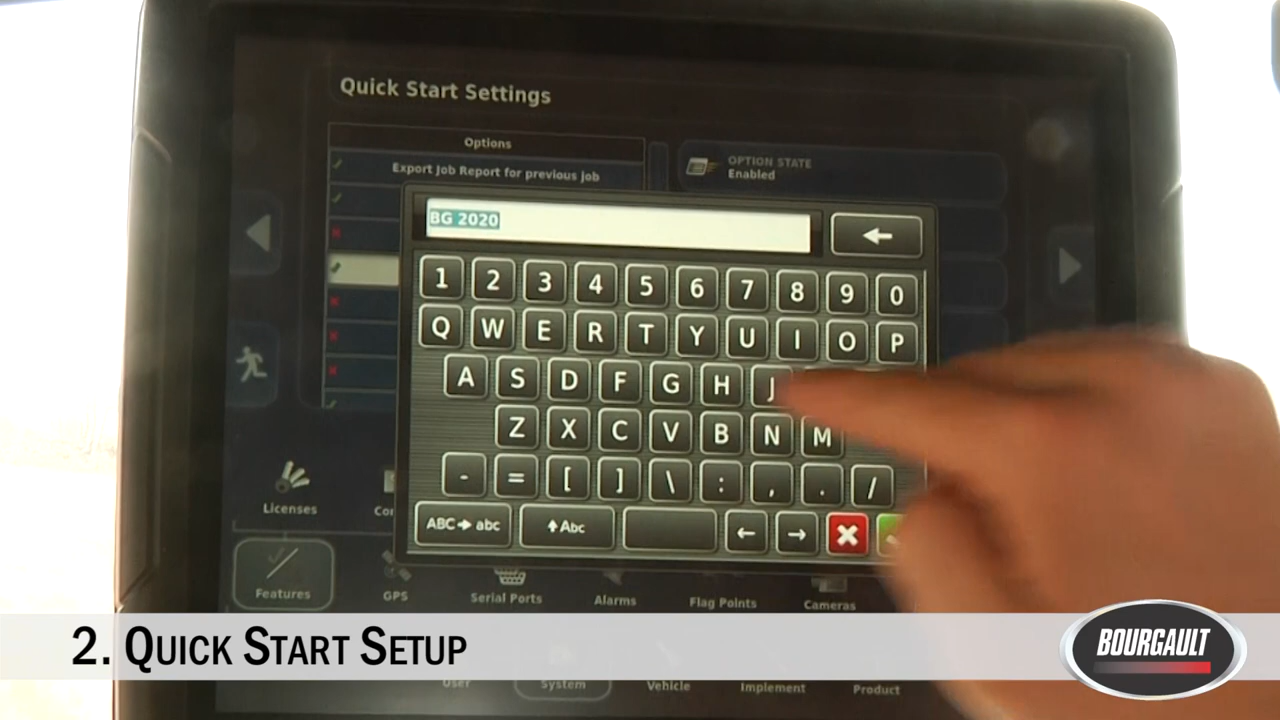 Quick Start Settings
Options
Export Job Report for previous job
OPTION STATE
Enabled
BG 2020
1 2 3 4 5 6 7 8 9 0
Q W E R T Y U I O P
A S D F G H J
Z X C V B N M
- = [ ] \ : , . /
ABC→abc ↑Abc ← →
Licenses
Features GPS Serial Ports Alarms Flag Points Cameras
2. QUICK START SETUP
BOURGAULT
User System Vehicle Implement Product